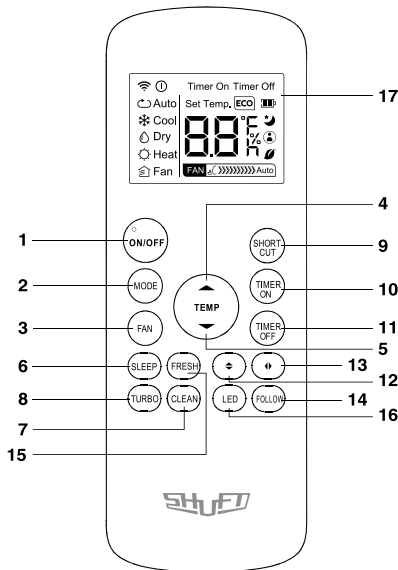 Timer On Timer Off
17
Auto
Set Temp. ECO
Cool
88 °F % h
Dry
Heat
Fan
FAN Auto
4
1
ON/OFF
SHORT CUT
9
2
MODE
TEMP
TIMER ON
10
3
FAN
TIMER OFF
11
5
6
SLEEP
FRESH
13
12
8
TURBO
CLEAN
LED
FOLLOW
14
7
16
15
SHUFT